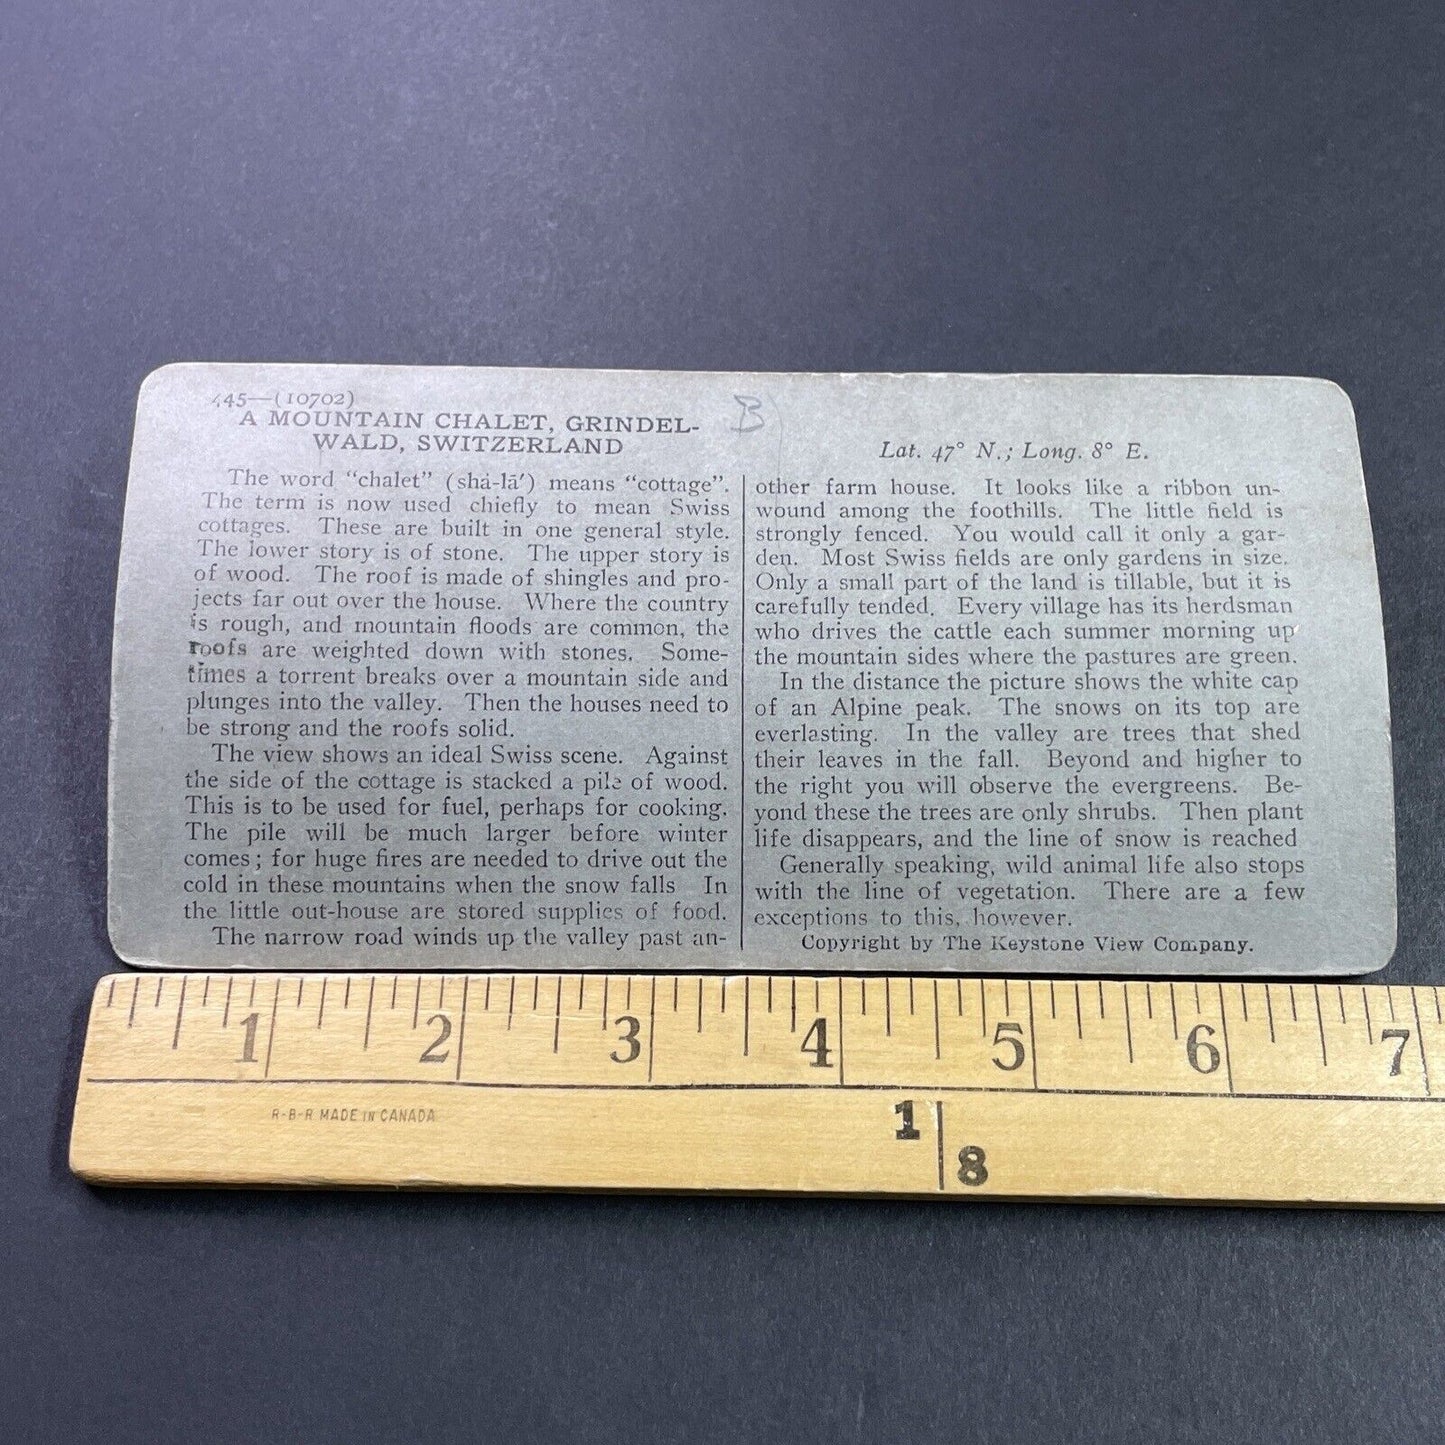 445—(10702)
A MOUNTAIN CHALET, GRINDEL-
WALD, SWITZERLAND
The word "chalet" (shȧ-lā′) means "cottage".
The term is now used chiefly to mean Swiss
cottages. These are built in one general style.
The lower story is of stone. The upper story is
of wood. The roof is made of shingles and pro-
jects far out over the house. Where the country
is rough, and mountain floods are common, the
roofs are weighted down with stones. Some-
times a torrent breaks over a mountain side and
plunges into the valley. Then the houses need to
be strong and the roofs solid.
The view shows an ideal Swiss scene. Against
the side of the cottage is stacked a pile of wood.
This is to be used for fuel, perhaps for cooking.
The pile will be much larger before winter
comes; for huge fires are needed to drive out the
cold in these mountains when the snow falls In
the little out-house are stored supplies of food.
The narrow road winds up the valley past an-
B
Lat. 47° N.; Long. 8° E.
other farm house. It looks like a ribbon un-
wound among the foothills. The little field is
strongly fenced. You would call it only a gar-
den. Most Swiss fields are only gardens in size.
Only a small part of the land is tillable, but it is
carefully tended. Every village has its herdsman
who drives the cattle each summer morning up
the mountain sides where the pastures are green.
In the distance the picture shows the white cap
of an Alpine peak. The snows on its top are
everlasting. In the valley are trees that shed
their leaves in the fall. Beyond and higher to
the right you will observe the evergreens. Be-
yond these the trees are only shrubs. Then plant
life disappears, and the line of snow is reached
Generally speaking, wild animal life also stops
with the line of vegetation. There are a few
exceptions to this, however.
Copyright by The Keystone View Company.
1 2 3 4 5 6 7
R-B-R MADE IN CANADA
1
8